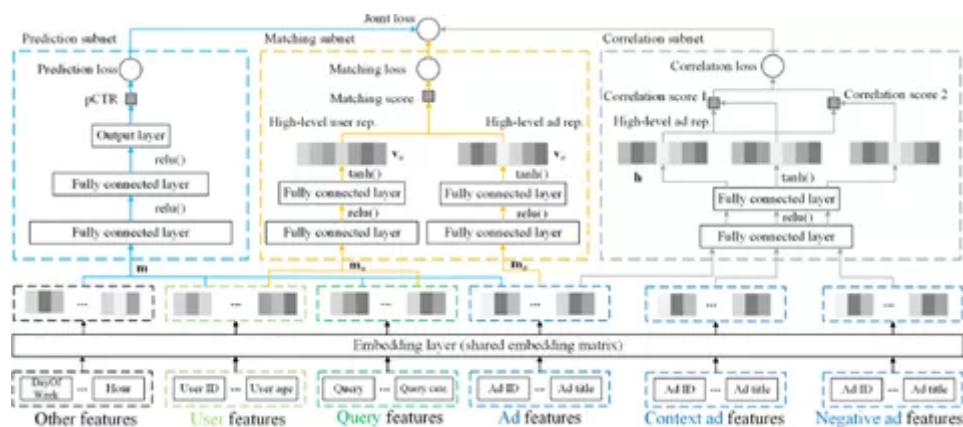 Joint loss
Prediction subnet
Matching subnet
Correlation subnet
Prediction loss
Matching loss
Correlation loss
pCTR
Matching score
Correlation score 1
Correlation score 2
Output layer
High-level user rep.
High-level ad rep.
High-level ad rep.
relu()
tanh()
tanh()
h
tanh()
Fully connected layer
Fully connected layer
Fully connected layer
Fully connected layer
relu()
relu()
relu()
relu()
Fully connected layer
Fully connected layer
Fully connected layer
Fully connected layer
m
... ... ... ... ... ...
Embedding layer (shared embedding matrix)
DayOf Week ... Hour
User ID ... User age
Query ... Query cate.
Ad ID ... Ad title
Ad ID ... Ad title
Ad ID ... Ad title
Other features
User features
Query features
Ad features
Context ad features
Negative ad features